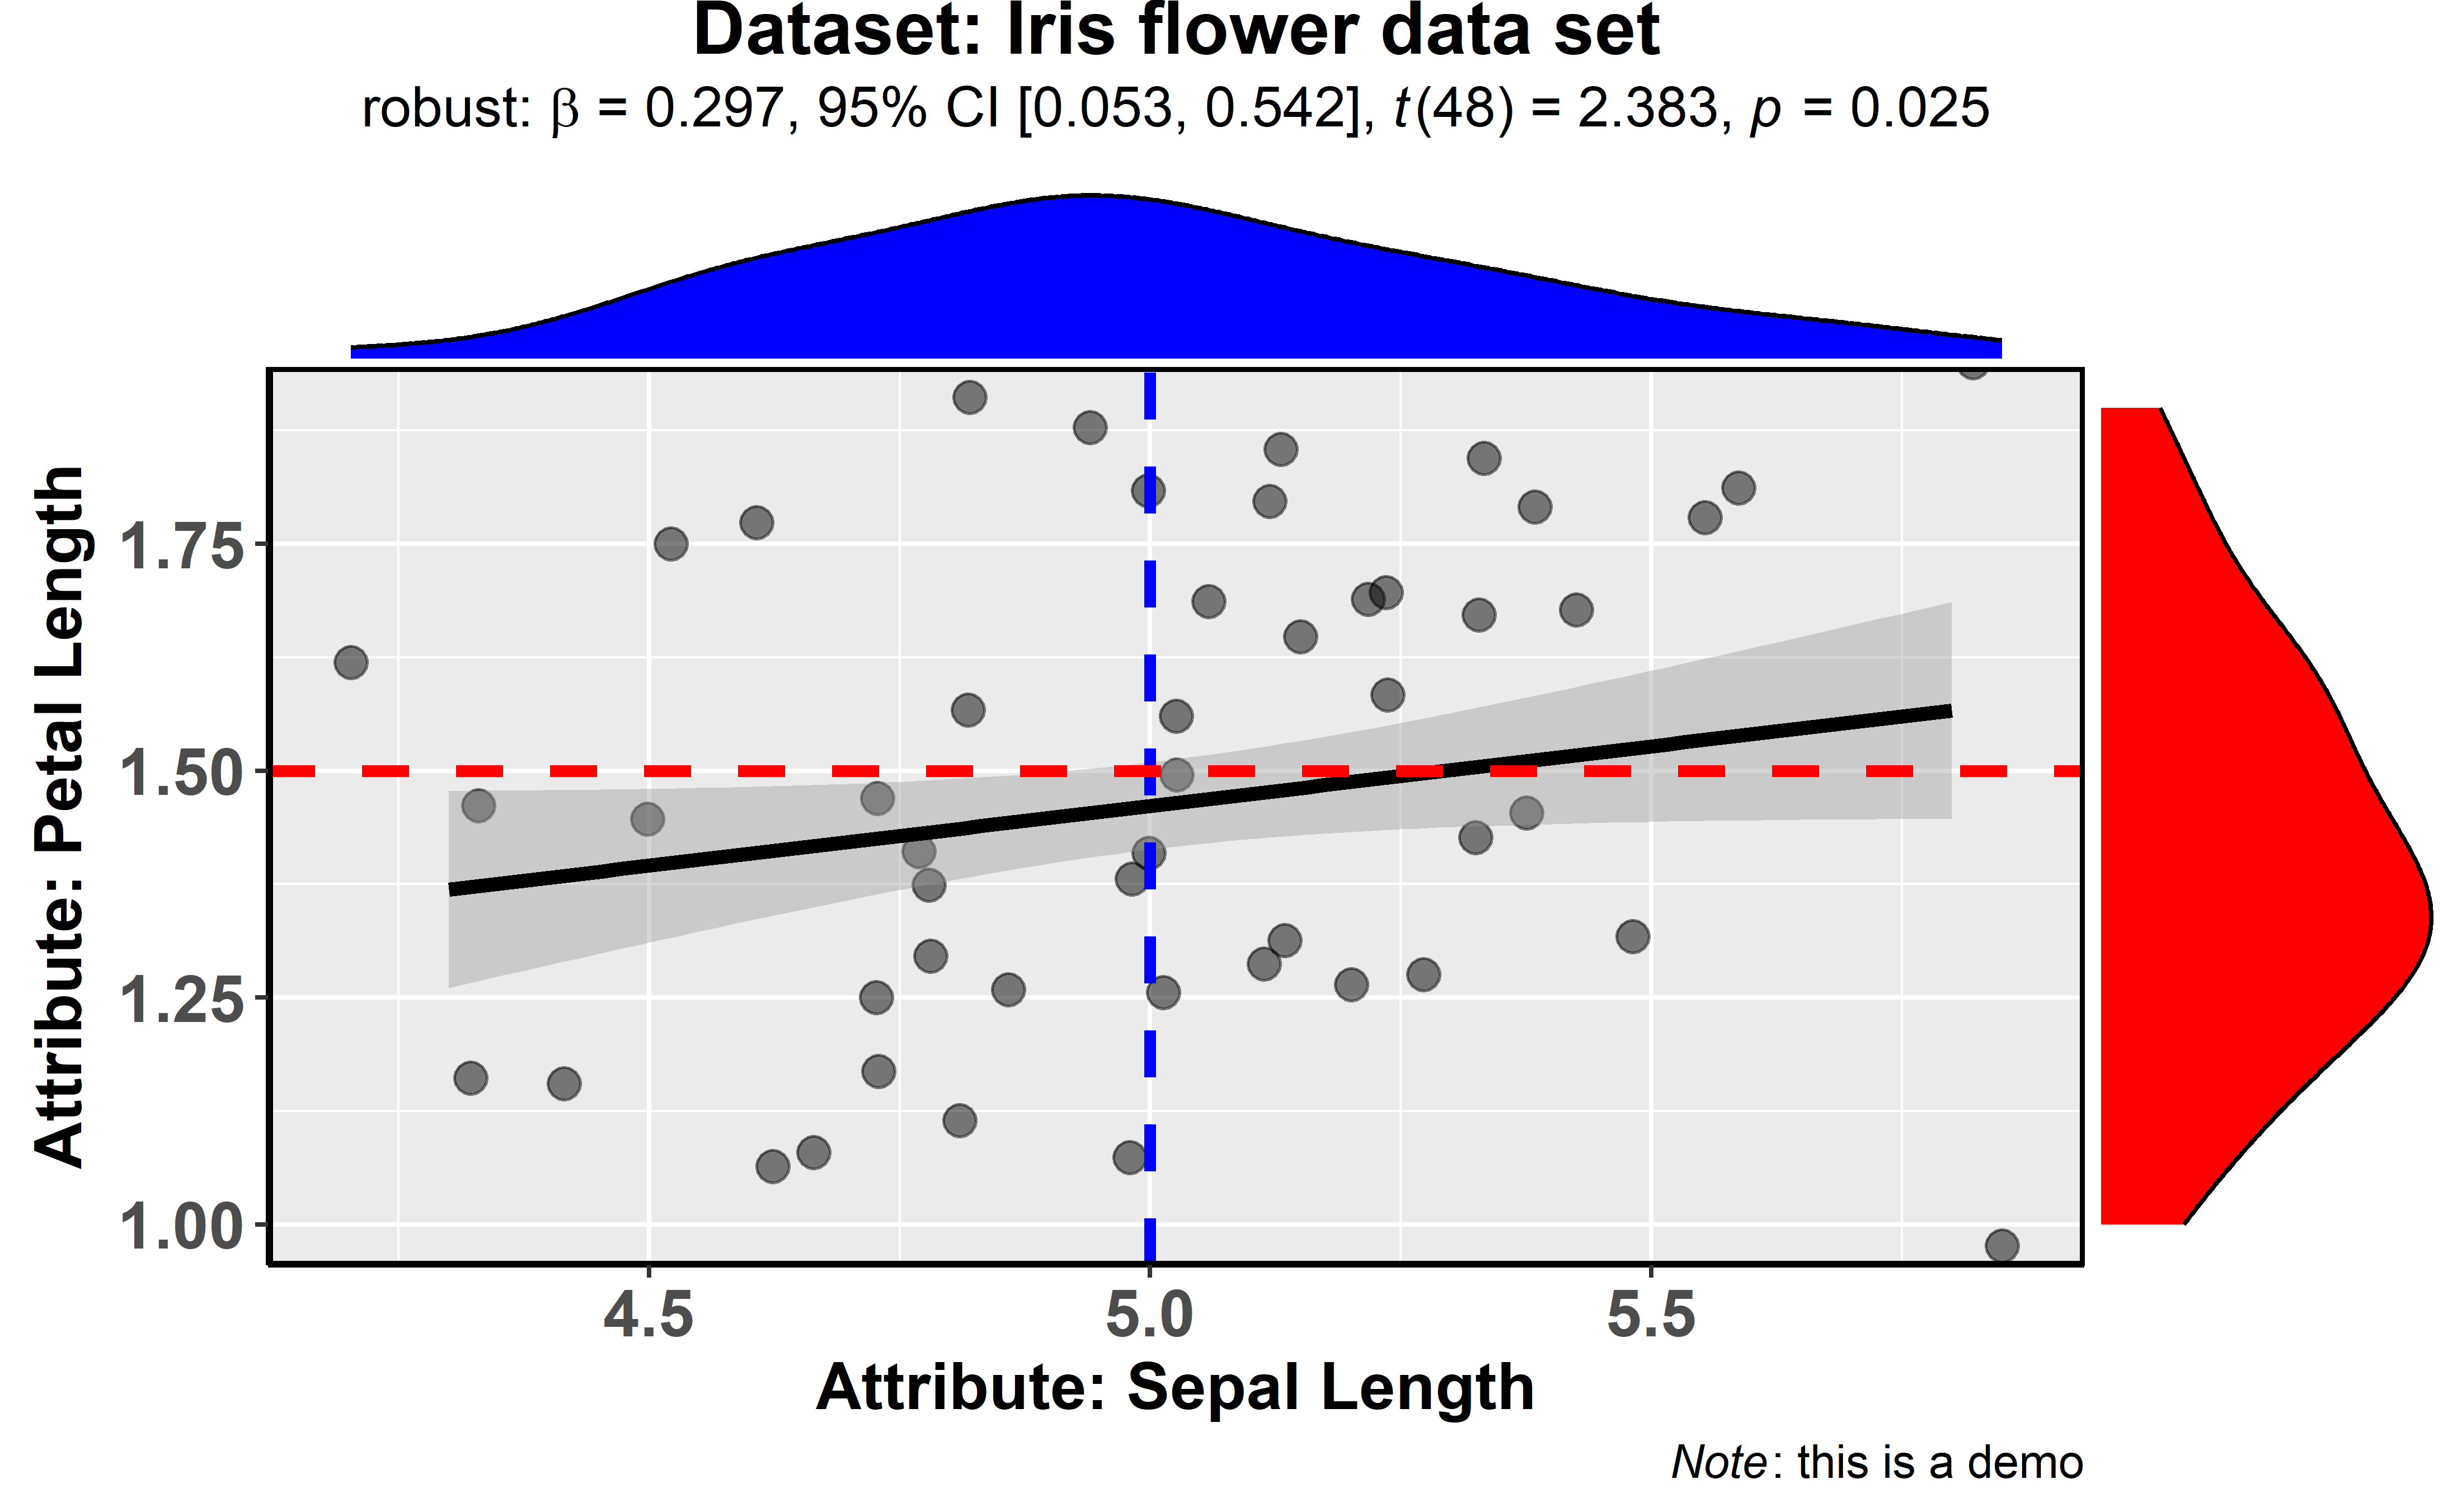 Dataset: Iris flower data set
robust: β = 0.297, 95% CI [0.053, 0.542], t(48) = 2.383, p = 0.025
Attribute: Petal Length
1.75
1.50
1.25
1.00
4.5 5.0 5.5
Attribute: Sepal Length
Note: this is a demo